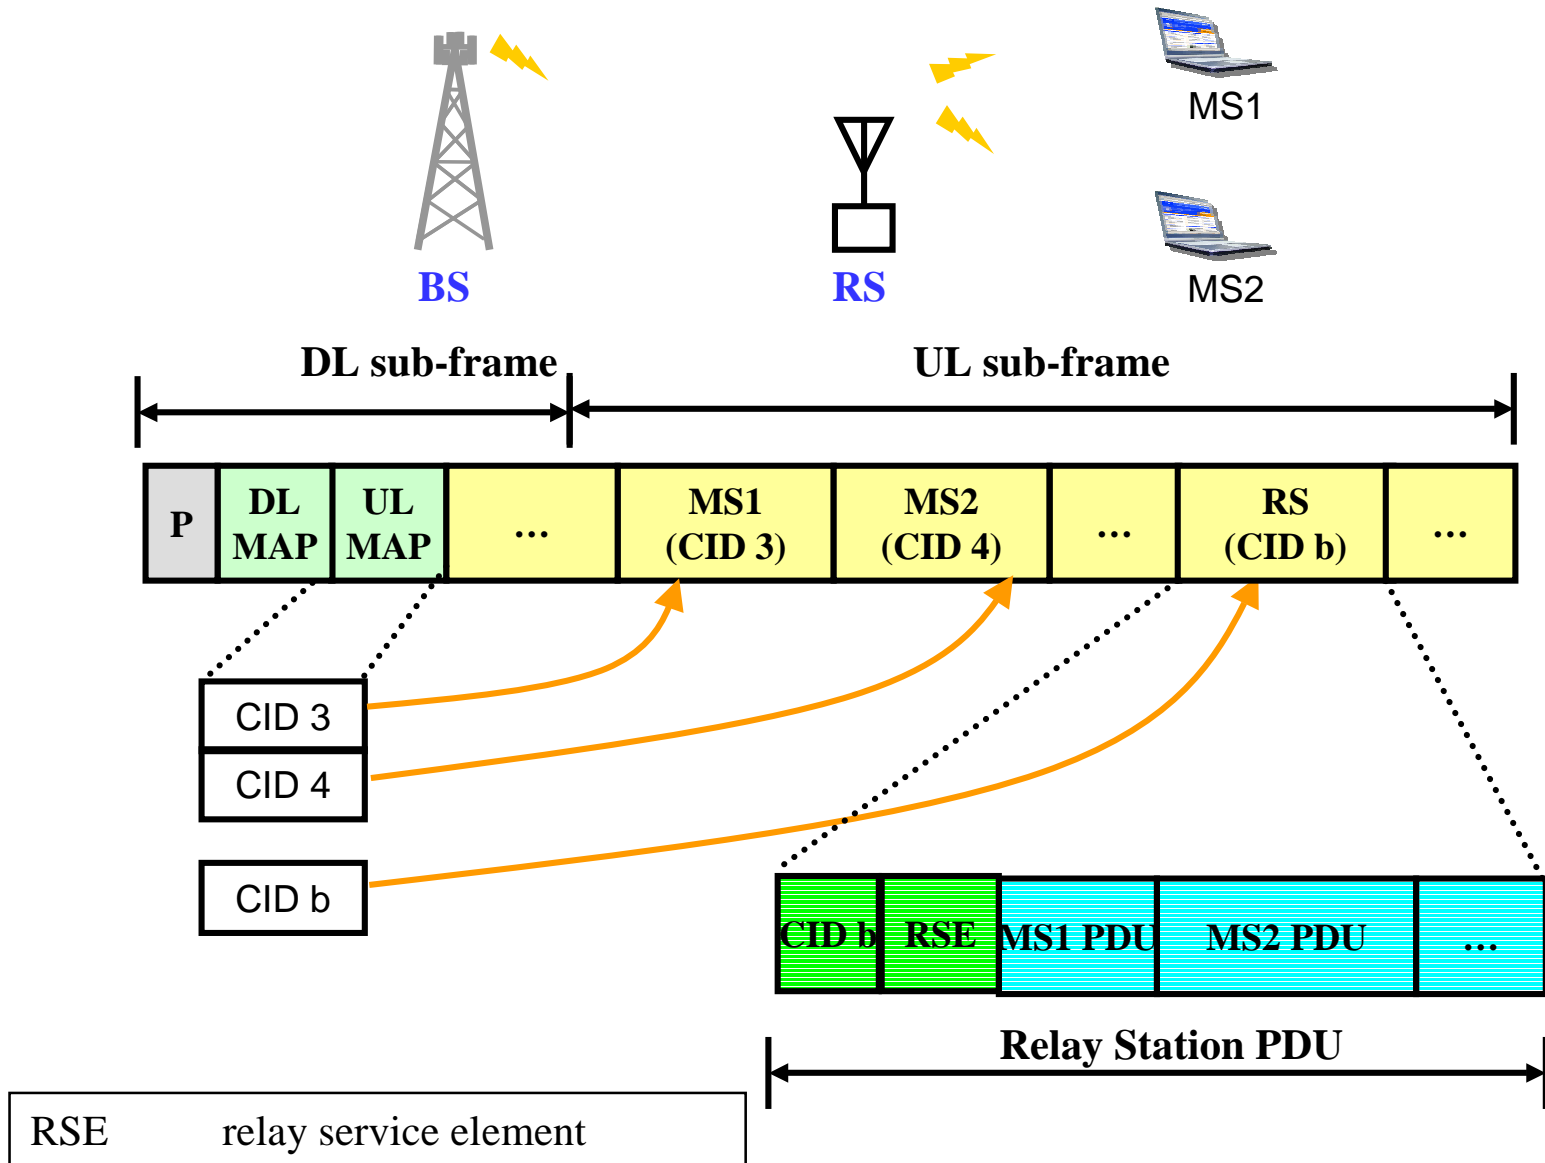 MS1
MS2
BS
RS
DL sub-frame
UL sub-frame
P
DL
MAP
UL
MAP
...
MS1
(CID 3)
MS2
(CID 4)
...
RS
(CID b)
...
CID 3
CID 4
CID b
CID b
RSE
MS1 PDU
MS2 PDU
...
Relay Station PDU
RSE relay service element